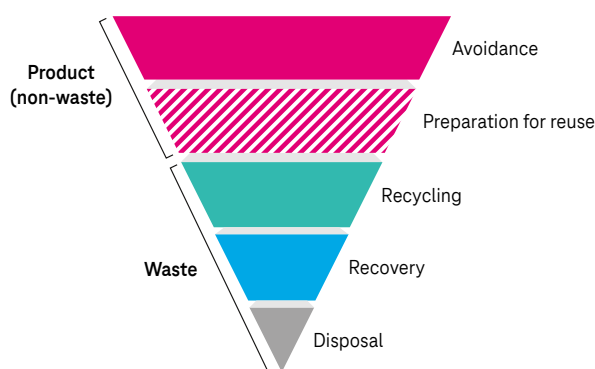 Avoidance
Product
(non-waste)
Preparation for reuse
Recycling
Waste
Recovery
Disposal